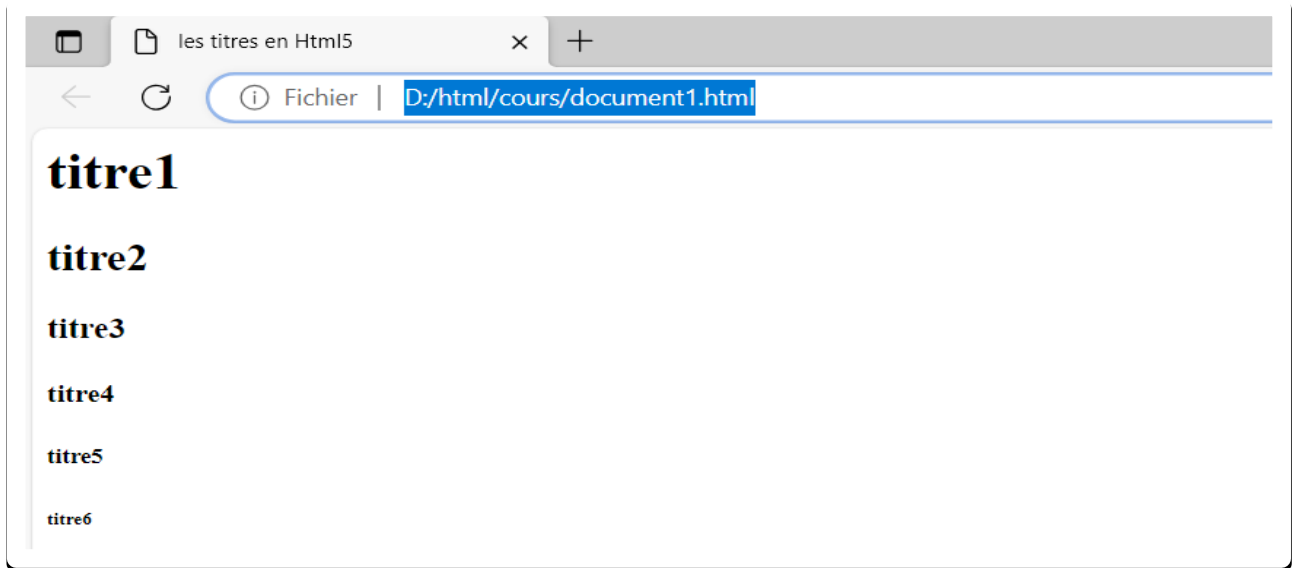 les titres en Html5
Fichier | D:/html/cours/document1.html
titre1
titre2
titre3
titre4
titre5
titre6